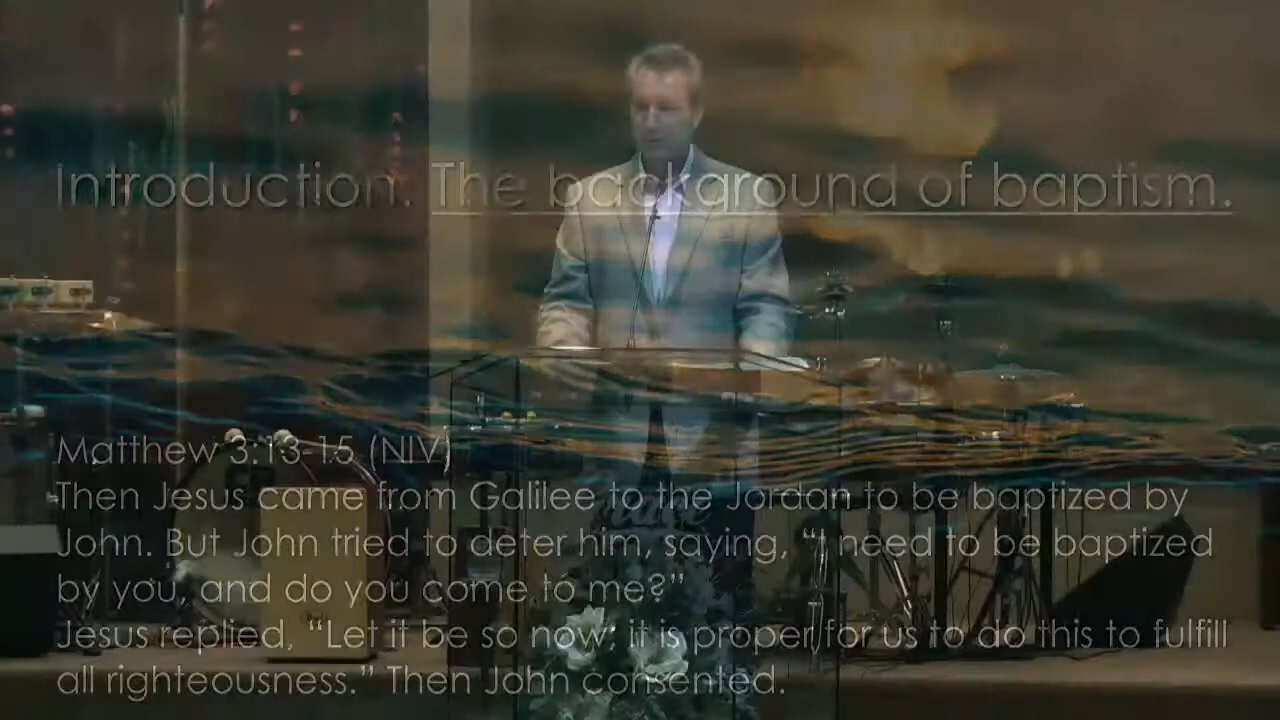 Introduction. The background of baptism.
Matthew 3:13-15 (NIV)
Then Jesus came from Galilee to the Jordan to be baptized by
John. But John tried to deter him, saying, “I need to be baptized
by you, and do you come to me?”
Jesus replied, “Let it be so now; it is proper for us to do this to fulfill
all righteousness.” Then John consented.